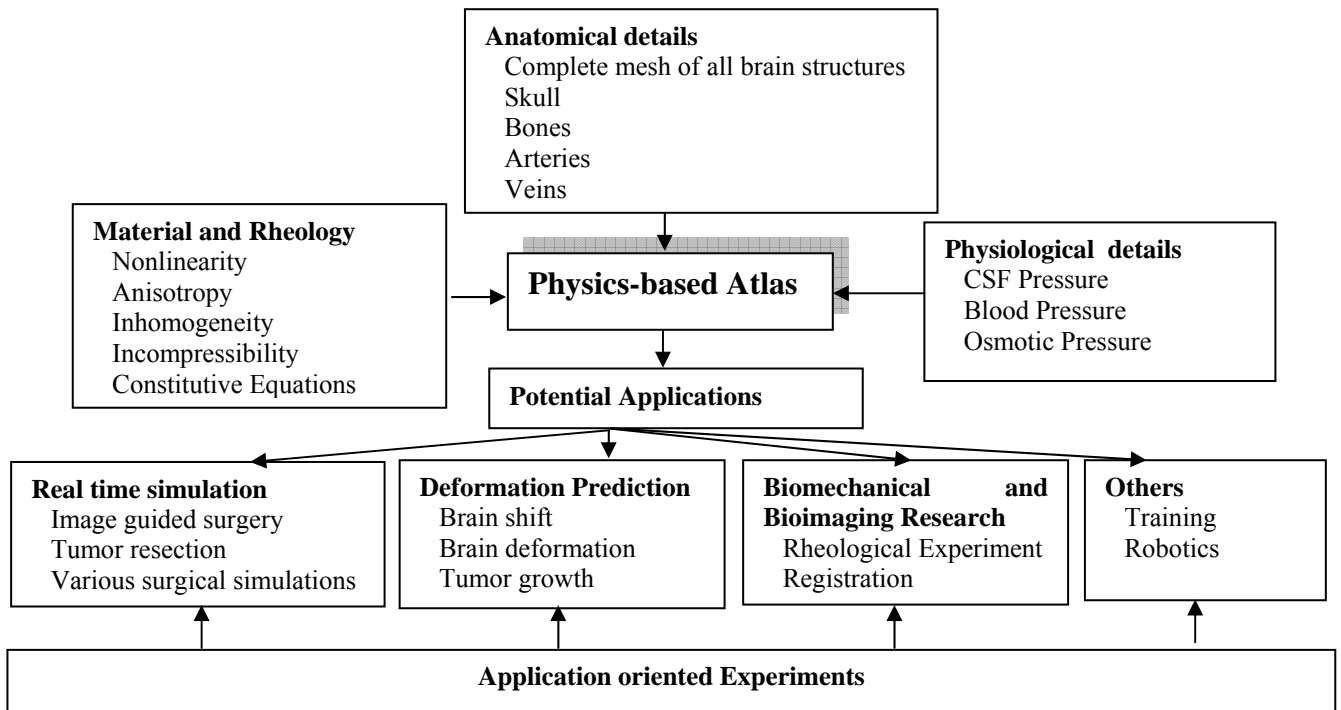 Anatomical details
Complete mesh of all brain structures
Skull
Bones
Arteries
Veins
Material and Rheology
Nonlinearity
Anisotropy
Inhomogeneity
Incompressibility
Constitutive Equations
Physics-based Atlas
Physiological details
CSF Pressure
Blood Pressure
Osmotic Pressure
Potential Applications
Real time simulation
Image guided surgery
Tumor resection
Various surgical simulations
Deformation Prediction
Brain shift
Brain deformation
Tumor growth
Biomechanical and
Bioimaging Research
Rheological Experiment
Registration
Others
Training
Robotics
Application oriented Experiments